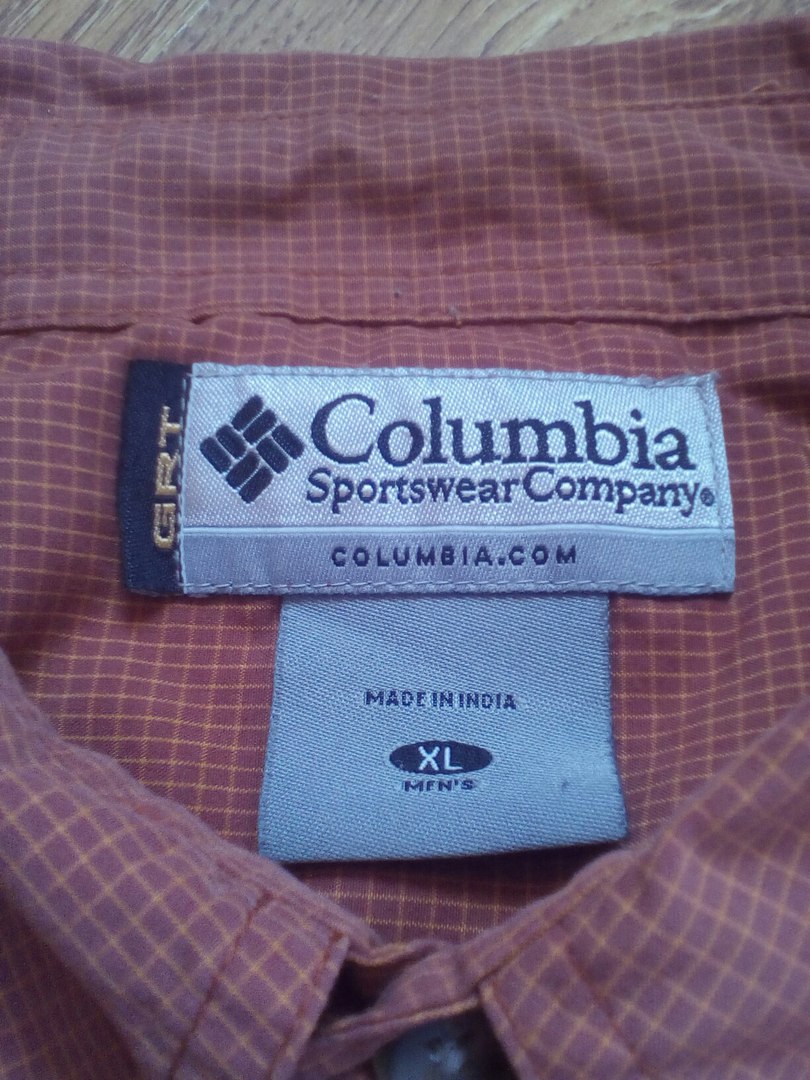 GRT
Columbia
Sportswear Company®
COLUMBIA.COM
MADE IN INDIA
XL
MEN'S